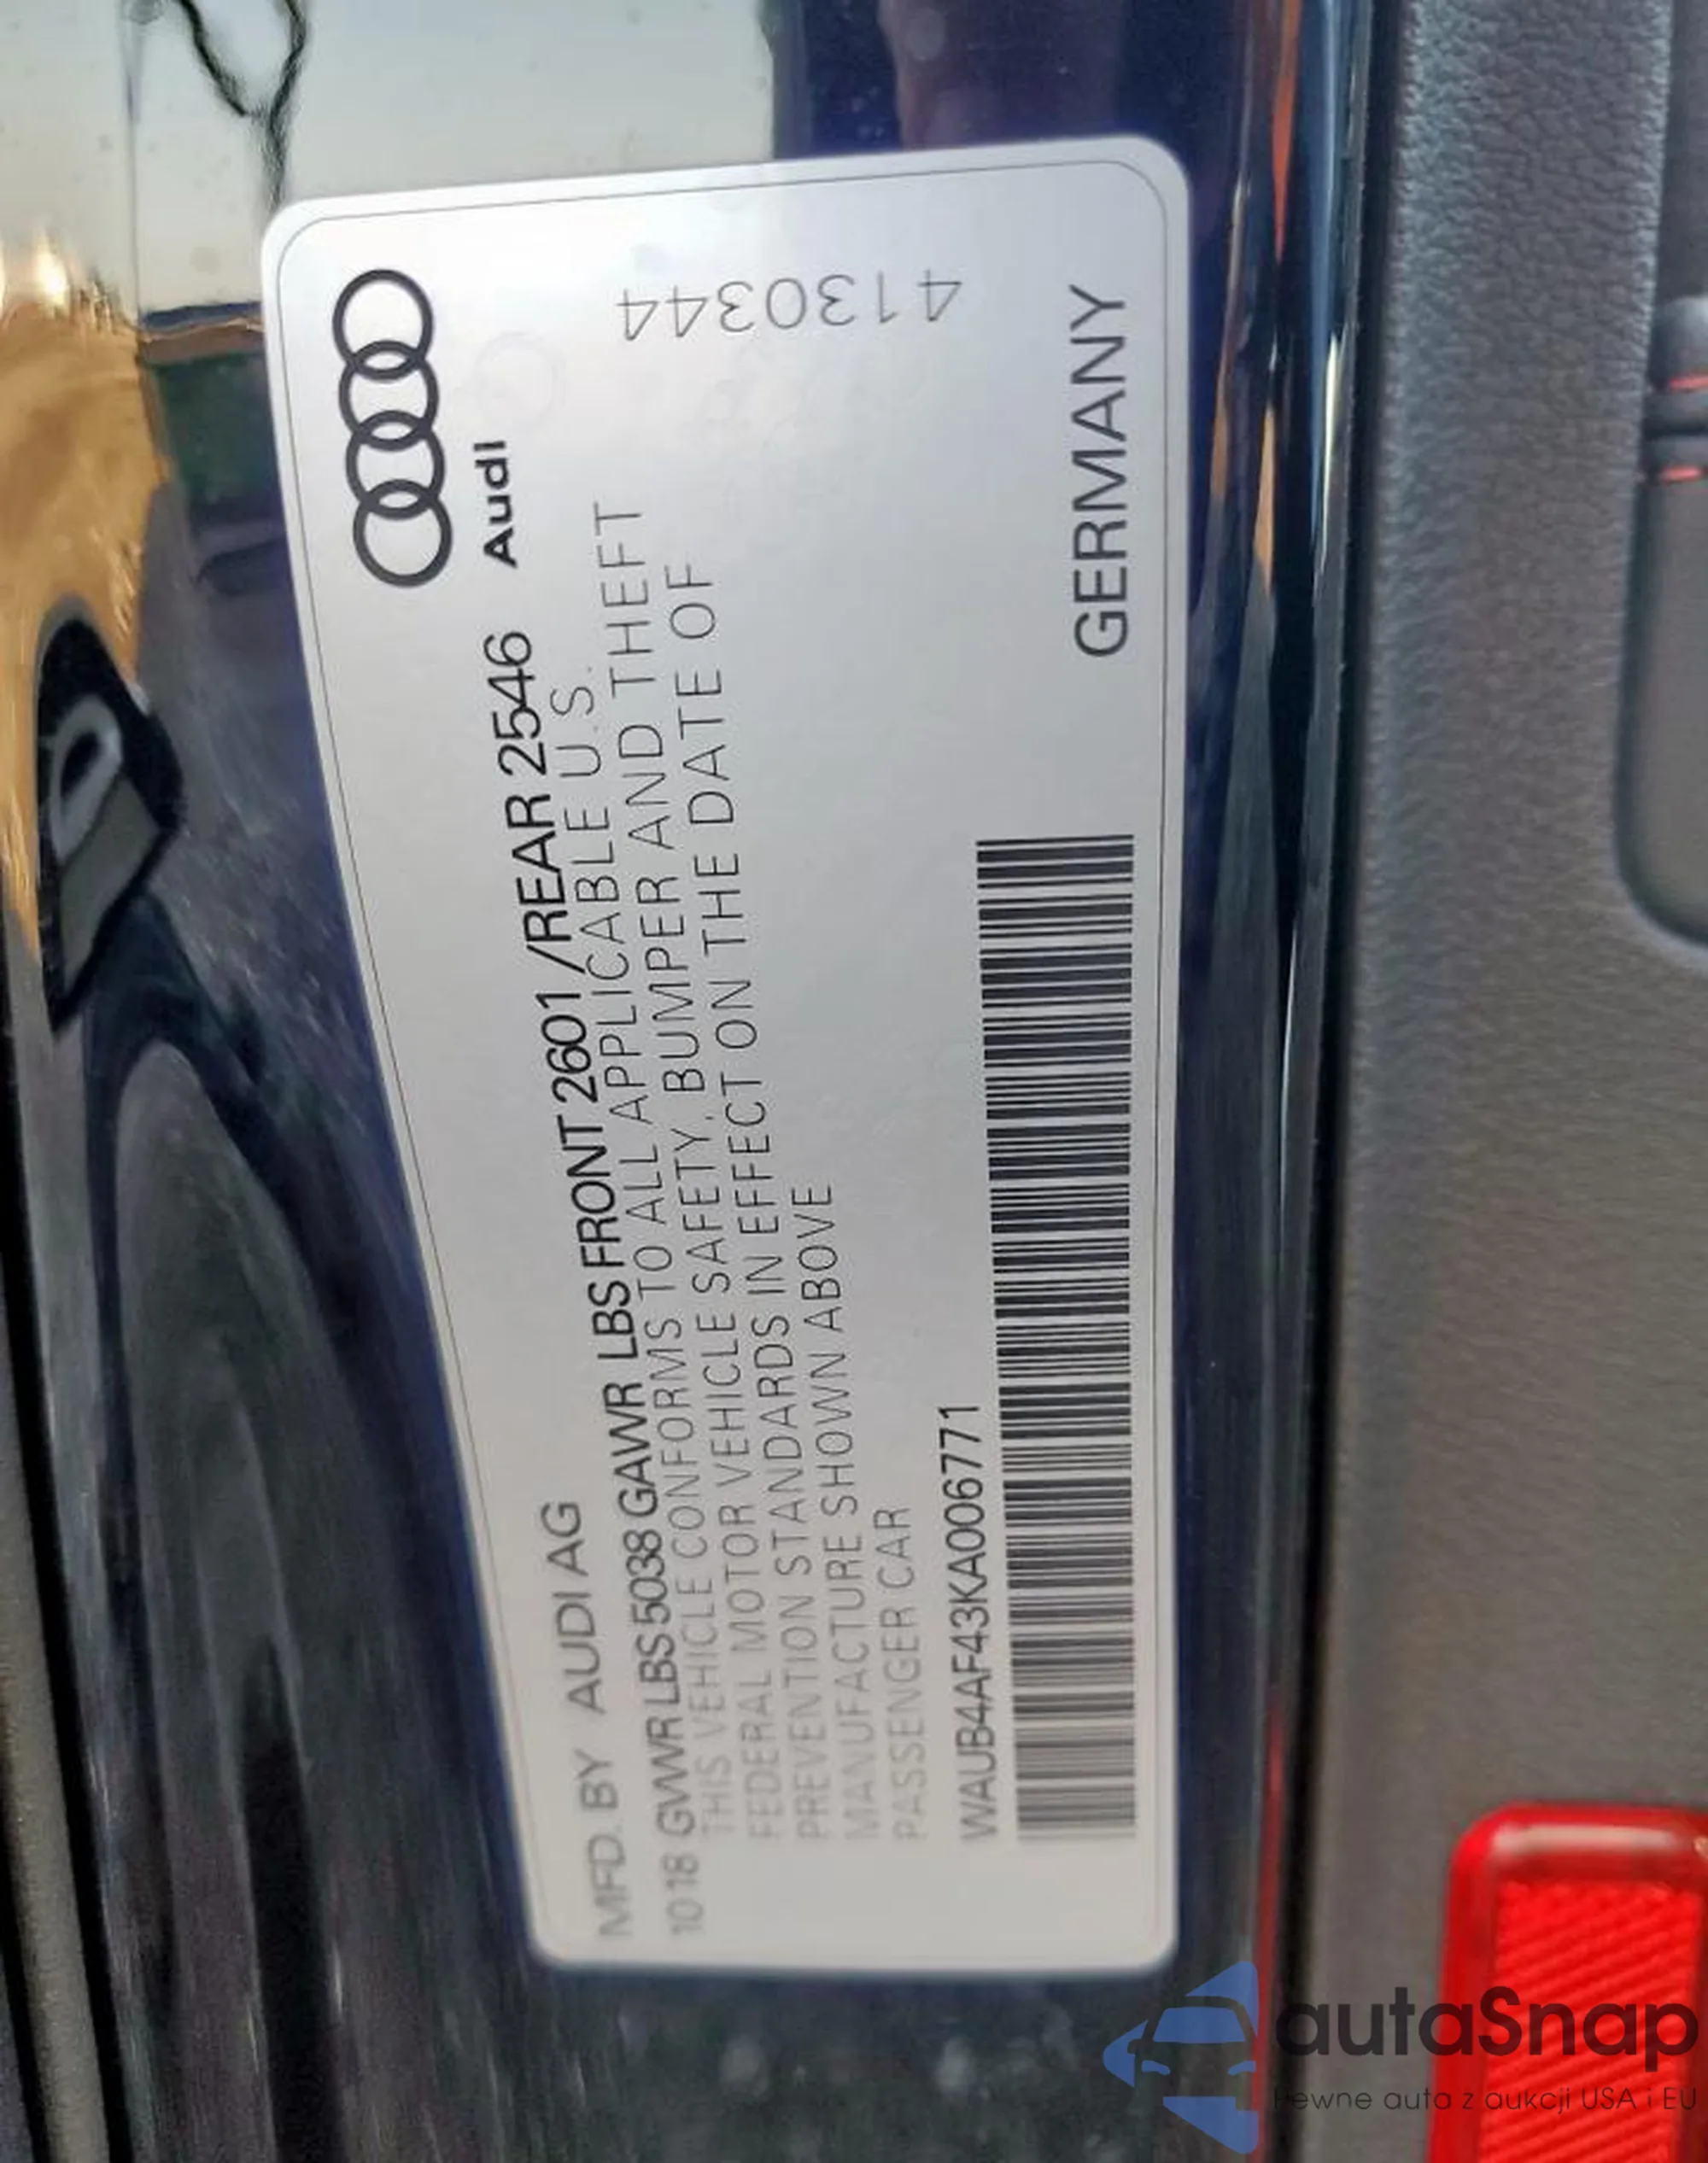 Audi
MFD. BY AUDI AG
1018 GVWR LBS 5038 GAWR LBS FRONT 2601 /REAR 2546
THIS VEHICLE CONFORMS TO ALL APPLICABLE U.S.
FEDERAL MOTOR VEHICLE SAFETY, BUMPER AND THEFT
PREVENTION STANDARDS IN EFFECT ON THE DATE OF
MANUFACTURE SHOWN ABOVE
PASSENGER CAR
4130344
WAUB4AF43KA006771
GERMANY
autaSnap
Pewne auta z aukcji USA i EU